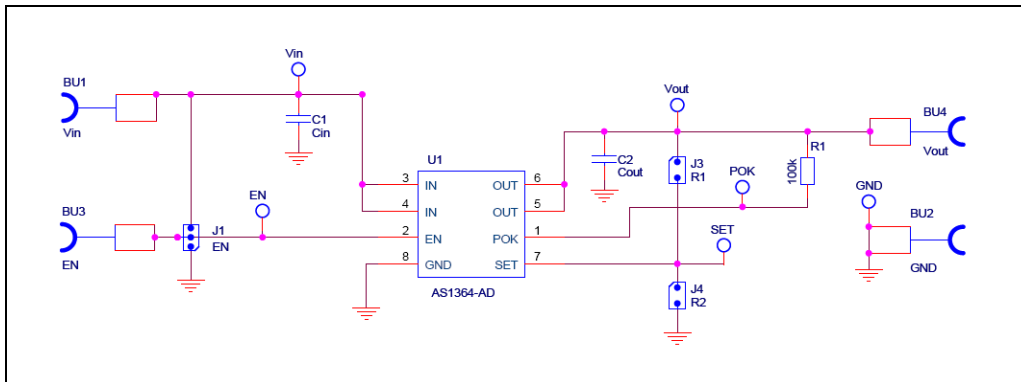 BU1
Vin
Vin
C1
Cin
BU3
EN
J1
EN
EN
U1
3 IN
4 IN
2 EN
8 GND
OUT 6
OUT 5
POK 1
SET 7
AS1364-AD
Vout
C2
Cout
J3
R1
POK
R1
100k
SET
J4
R2
BU4
Vout
GND
BU2
GND